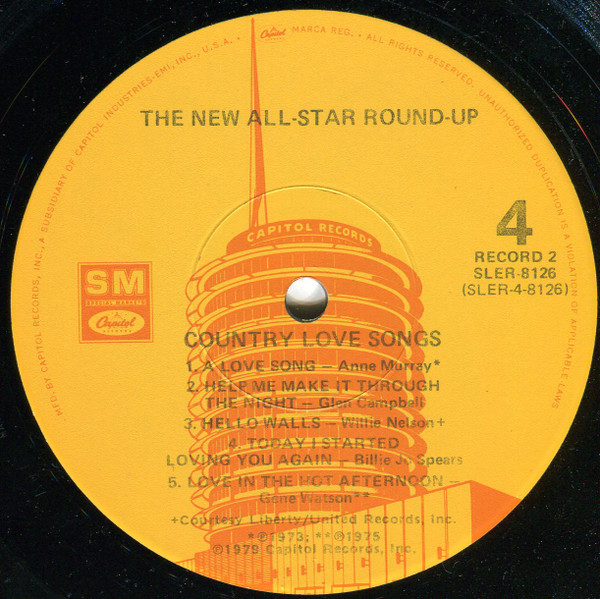 MFD. BY CAPITOL RECORDS, INC., A SUBSIDIARY OF CAPITOL INDUSTRIES-EMI, INC., U.S.A. • Capitol MARCA REG. • ALL RIGHTS RESERVED. UNAUTHORIZED DUPLICATION IS A VIOLATION OF APPLICABLE LAWS
THE NEW ALL-STAR ROUND-UP
CAPITOL RECORDS
4
RECORD 2
SLER-8126
(SLER-4-8126)
SM
SPECIAL MARKETS
Capitol
COUNTRY LOVE SONGS
1. A LOVE SONG — Anne Murray*
2. HELP ME MAKE IT THROUGH
THE NIGHT — Glen Campbell
3. HELLO WALLS — Willie Nelson+
4. TODAY I STARTED
LOVING YOU AGAIN — Billie Jo Spears
5. LOVE IN THE HOT AFTERNOON —
Gene Watson**
+Courtesy Liberty/United Records, Inc.
*℗1973; **℗1975
©1979 Capitol Records, Inc.